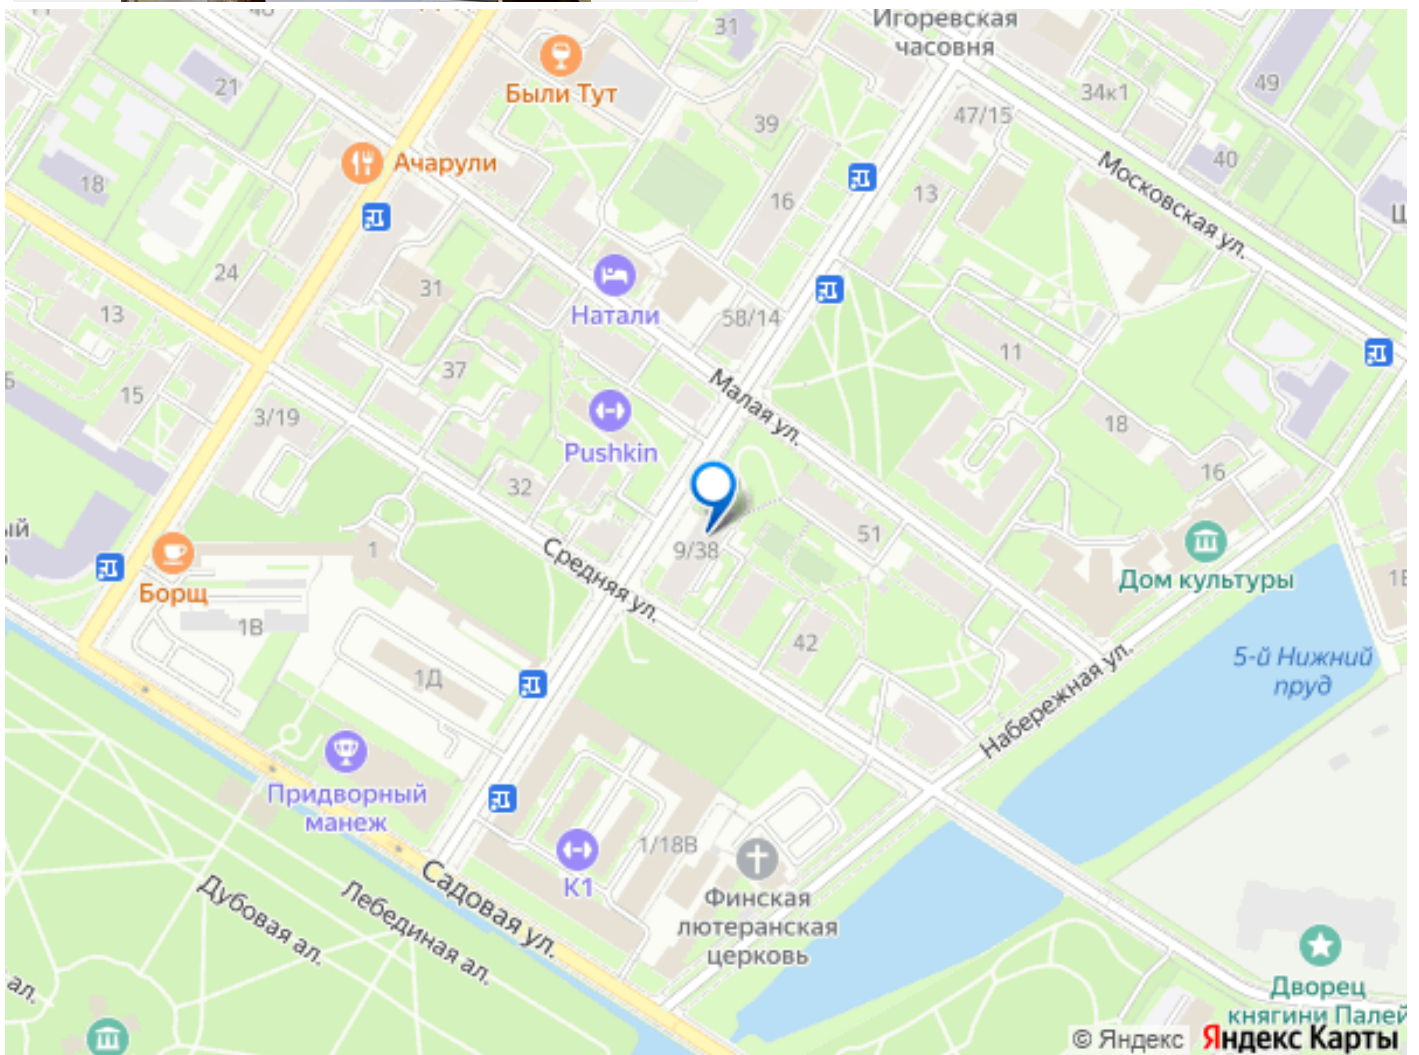 Игоревская
часовня
31
49
21
Были Тут
34к1
47/15
39
40
Ачарули
Московская ул.
18
16
13
24
31
Натали
58/14
13
11
37
Малая ул.
15
3/19
Pushkin
18
16
32
51
9/38
1
Средняя ул.
Дом культуры
Борщ
1В
42
5-й Нижний
пруд
1Д
Набережная ул.
Придворный
манеж
1/18В
К1
Садовая ул.
Финская
лютеранская
церковь
Дубовая ал.
Лебединая ал.
ал.
Дворец
княгини Палей
© Яндекс Яндекс Карты